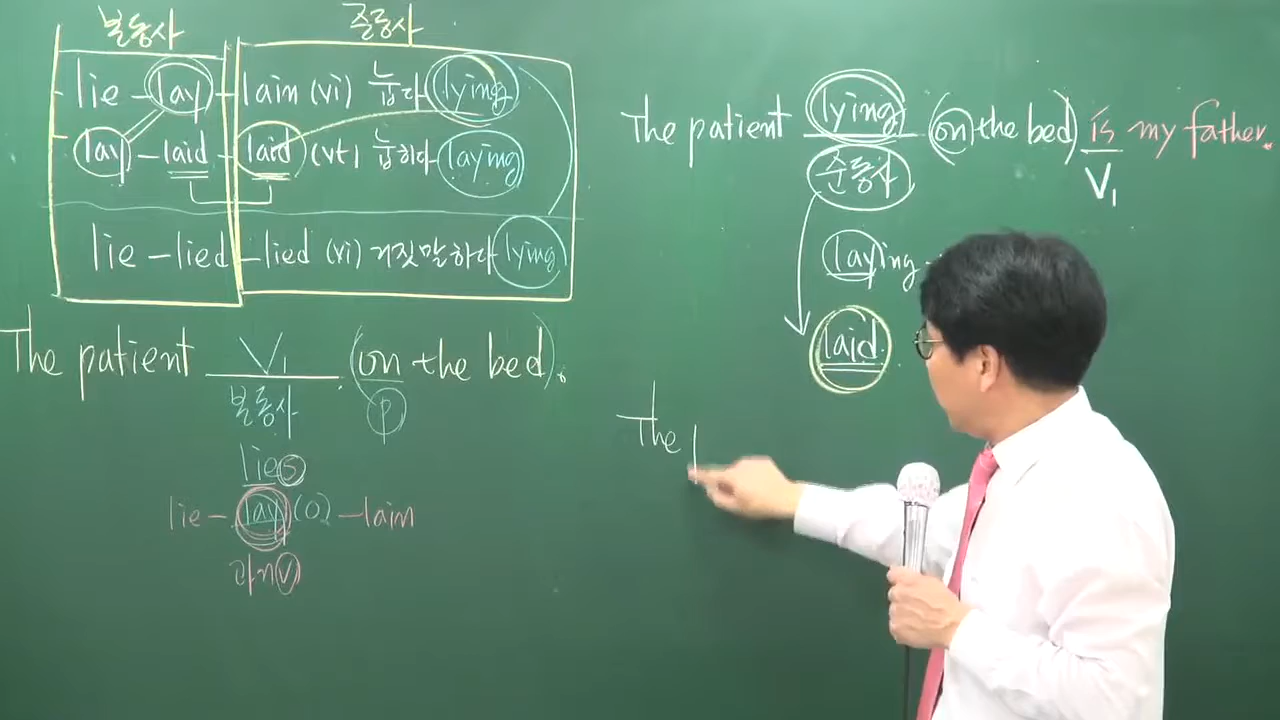 본동사 준동사
lie - lay - lain (vi) 눕다 lying
lay - laid - laid (vt) 눕히다 laying
lie - lied - lied (vi) 거짓말하다 lying
The patient V1 (on the bed).
본동사 P
lies
lie - lay (O) - lain
과거 V
The patient lying (on the bed) is my father.
준동사 V1
laying
laid
The